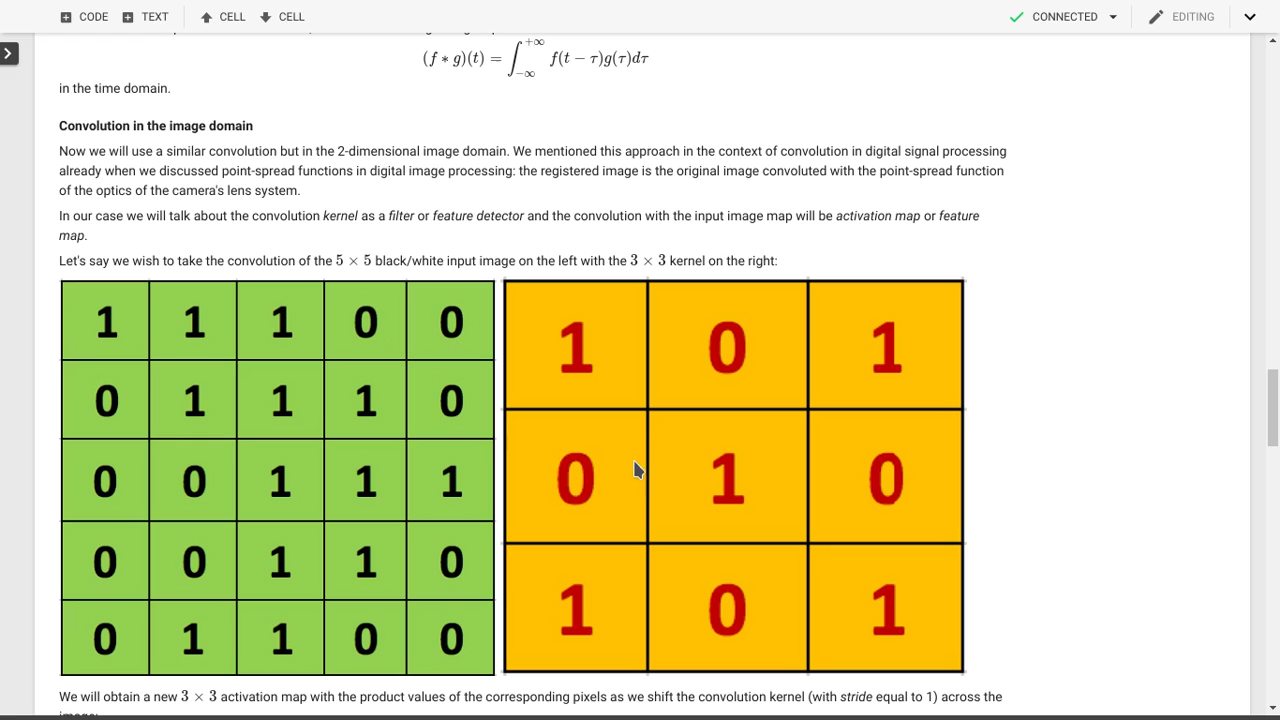 CODE TEXT CELL CELL CONNECTED EDITING
(f ∗ g)(t) = ∫_{−∞}^{+∞} f(t − τ)g(τ)dτ
in the time domain.
Convolution in the image domain
Now we will use a similar convolution but in the 2-dimensional image domain. We mentioned this approach in the context of convolution in digital signal processing
already when we discussed point-spread functions in digital image processing: the registered image is the original image convoluted with the point-spread function
of the optics of the camera's lens system.
In our case we will talk about the convolution kernel as a filter or feature detector and the convolution with the input image map will be activation map or feature
map.
Let's say we wish to take the convolution of the 5 × 5 black/white input image on the left with the 3 × 3 kernel on the right:
1 1 1 0 0
0 1 1 1 0
0 0 1 1 1
0 0 1 1 0
0 1 1 0 0
1 0 1
0 1 0
1 0 1
We will obtain a new 3 × 3 activation map with the product values of the corresponding pixels as we shift the convolution kernel (with stride equal to 1) across the
image: